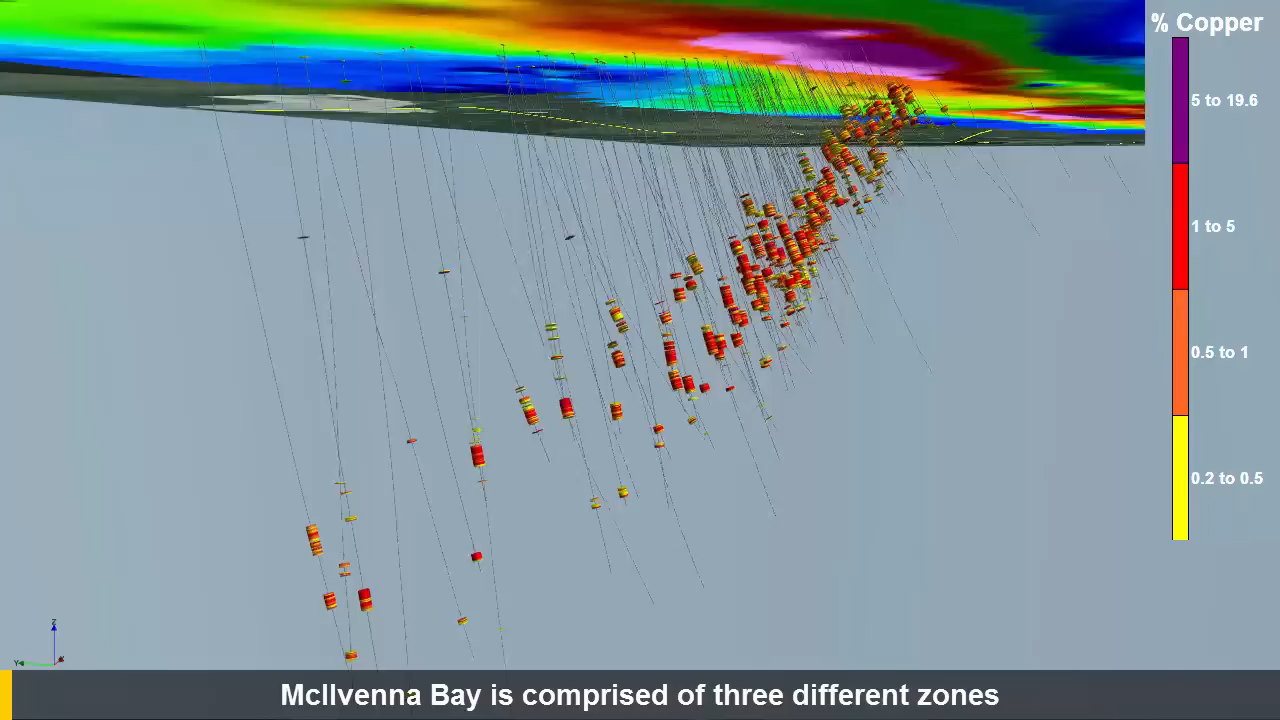 % Copper
5 to 19.6
1 to 5
0.5 to 1
0.2 to 0.5
Z
Y
X
McIlvenna Bay is comprised of three different zones